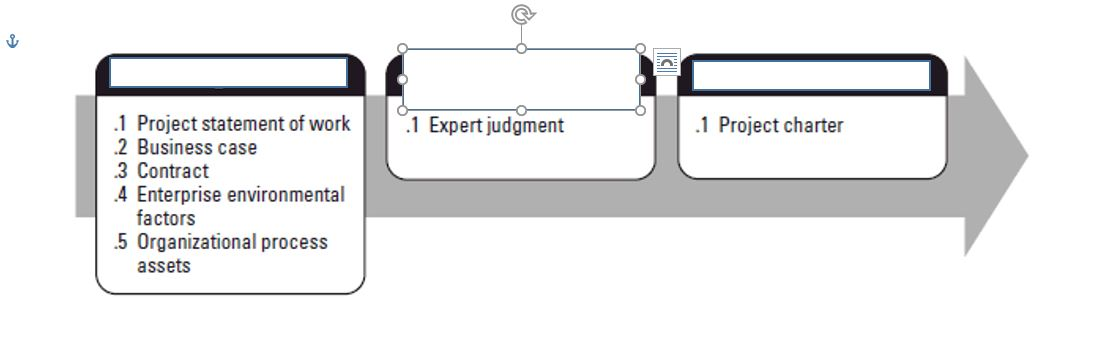 .1 Project statement of work
.2 Business case
.3 Contract
.4 Enterprise environmental
factors
.5 Organizational process
assets
.1 Expert judgment
.1 Project charter